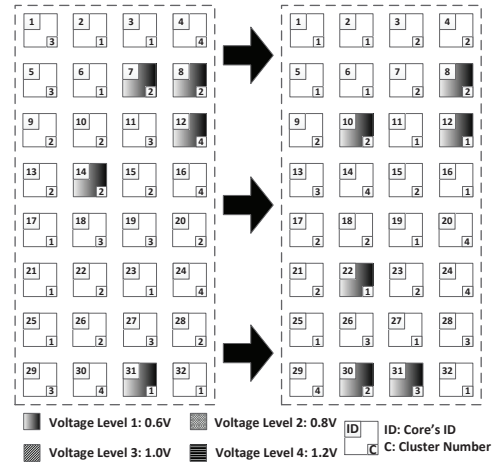 1 2 3 4 1 2 3 4
3 1 1 4 1 1 2 2
5 6 7 8 5 6 7 8
3 1 2 2 1 1 2 2
9 10 11 12 9 10 11 12
2 2 3 4 2 2 1 1
13 14 15 16 13 14 15 16
2 2 2 4 3 4 2 1
17 18 19 20 17 18 19 20
1 3 3 2 2 2 1 4
21 22 23 24 21 22 23 24
1 2 1 4 2 1 2 4
25 26 27 28 25 26 27 28
1 2 3 2 1 3 1 3
29 30 31 32 29 30 31 32
3 4 1 1 4 2 3 1
Voltage Level 1: 0.6V
Voltage Level 2: 0.8V
Voltage Level 3: 1.0V
Voltage Level 4: 1.2V
ID
C
ID: Core's ID
C: Cluster Number